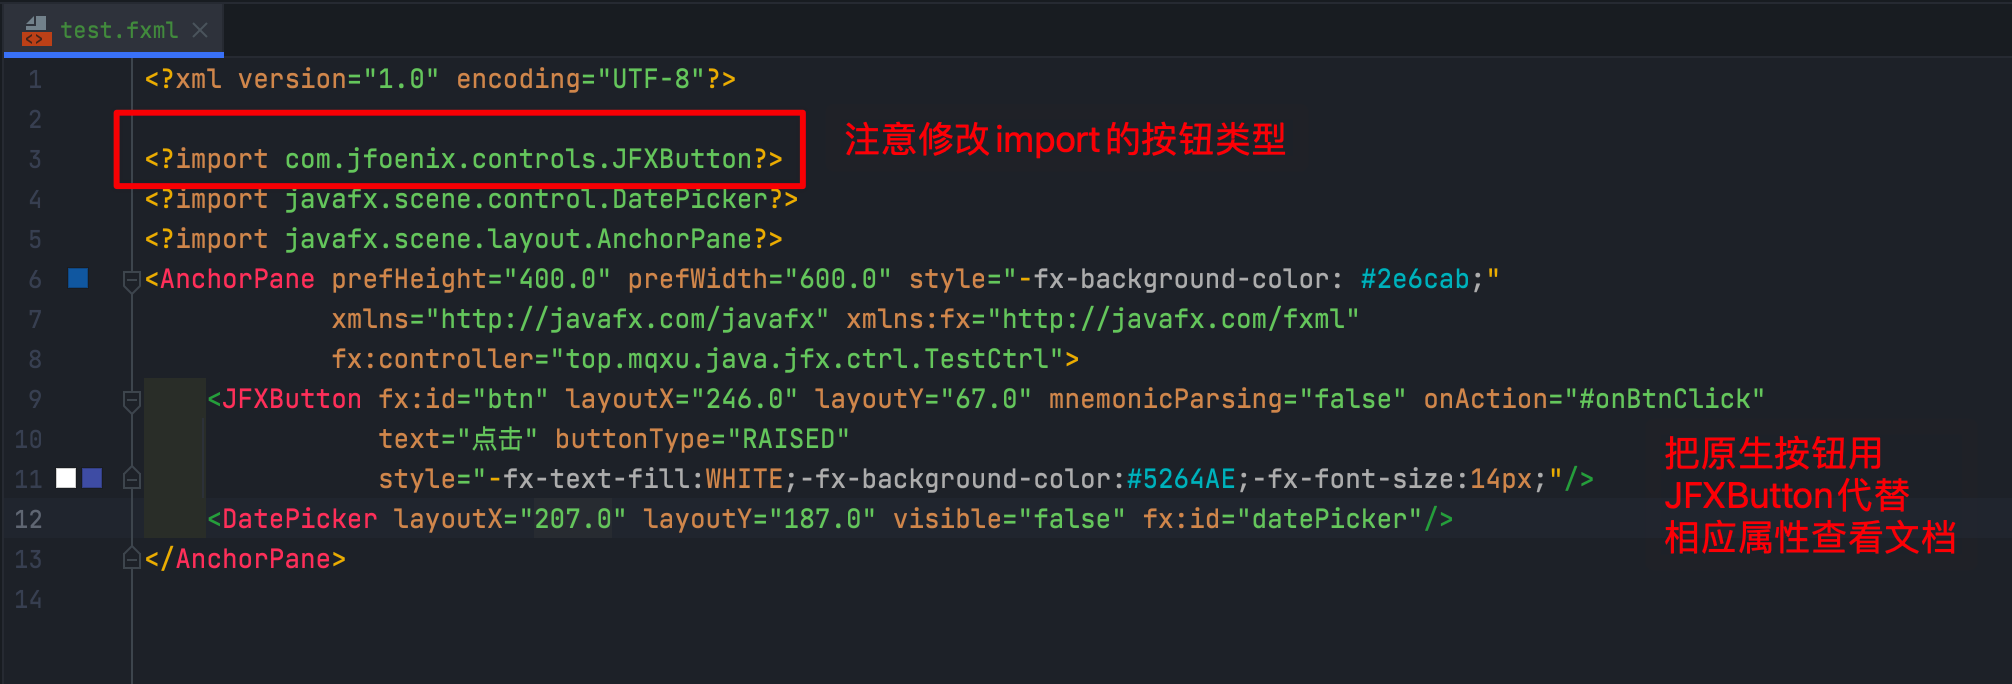 test.fxml
1 <?xml version="1.0" encoding="UTF-8"?>
2
3 <?import com.jfoenix.controls.JFXButton?>
注意修改import的按钮类型
4 <?import javafx.scene.control.DatePicker?>
5 <?import javafx.scene.layout.AnchorPane?>
6 <AnchorPane prefHeight="400.0" prefWidth="600.0" style="-fx-background-color: #2e6cab;"
7 xmlns="http://javafx.com/javafx" xmlns:fx="http://javafx.com/fxml"
8 fx:controller="top.mqxu.java.jfx.ctrl.TestCtrl">
9 <JFXButton fx:id="btn" layoutX="246.0" layoutY="67.0" mnemonicParsing="false" onAction="#onBtnClick"
10 text="点击" buttonType="RAISED"
11 style="-fx-text-fill:WHITE;-fx-background-color:#5264AE;-fx-font-size:14px;"/>
12 <DatePicker layoutX="207.0" layoutY="187.0" visible="false" fx:id="datePicker"/>
13 </AnchorPane>
14
把原生按钮用
JFXButton代替
相应属性查看文档